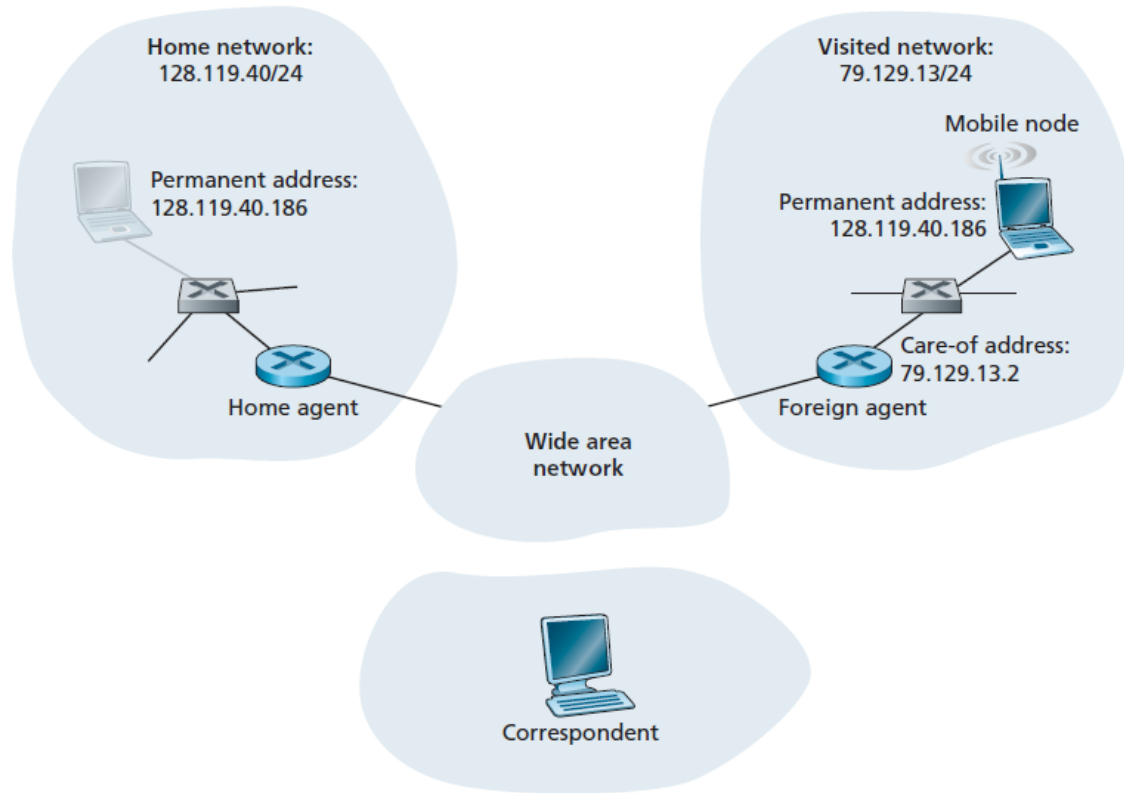 Home network:
128.119.40/24
Visited network:
79.129.13/24
Mobile node
Permanent address:
128.119.40.186
Permanent address:
128.119.40.186
Care-of address:
79.129.13.2
Home agent
Foreign agent
Wide area
network
Correspondent